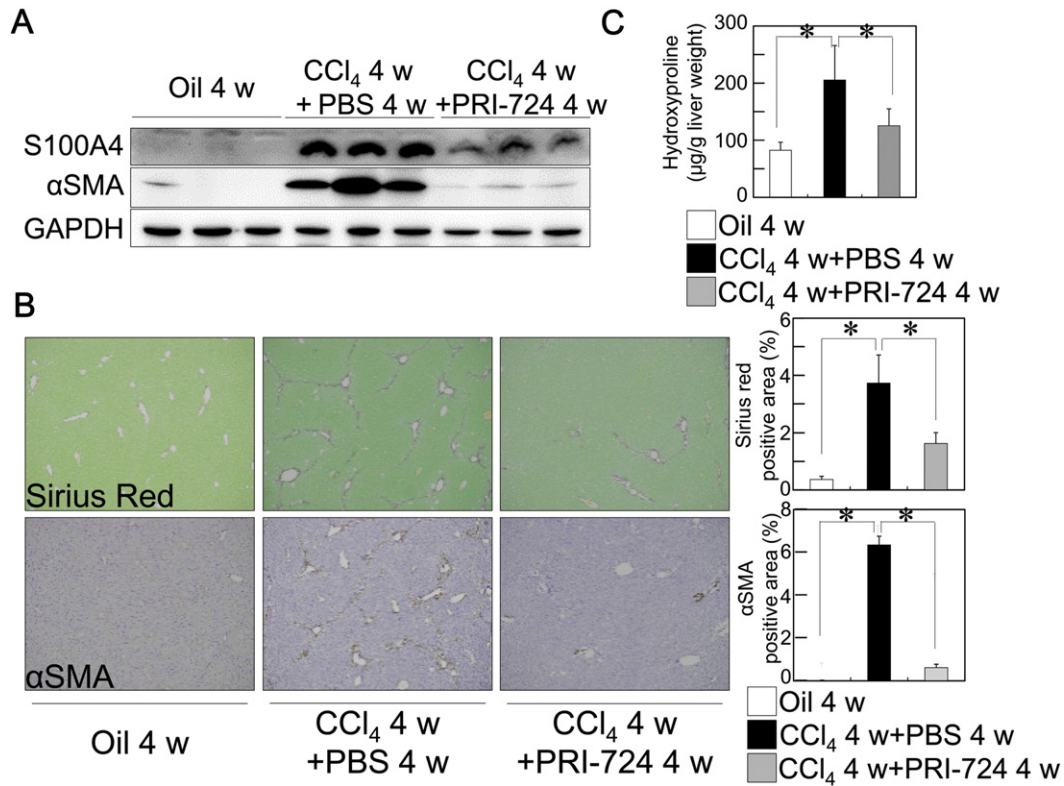 A
Oil 4 w
CCl₄ 4 w
+ PBS 4 w
CCl₄ 4 w
+PRI-724 4 w
S100A4
αSMA
GAPDH
C
Hydroxyproline
(μg/g liver weight)
300
200
100
0
* *
Oil 4 w
CCl₄ 4 w+PBS 4 w
CCl₄ 4 w+PRI-724 4 w
B
Sirius Red
αSMA
Oil 4 w
CCl₄ 4 w
+PBS 4 w
CCl₄ 4 w
+PRI-724 4 w
Sirius red
positive area (%)
6
4
2
0
* *
αSMA
positive area (%)
8
6
4
2
0
* *
Oil 4 w
CCl₄ 4 w+PBS 4 w
CCl₄ 4 w+PRI-724 4 w